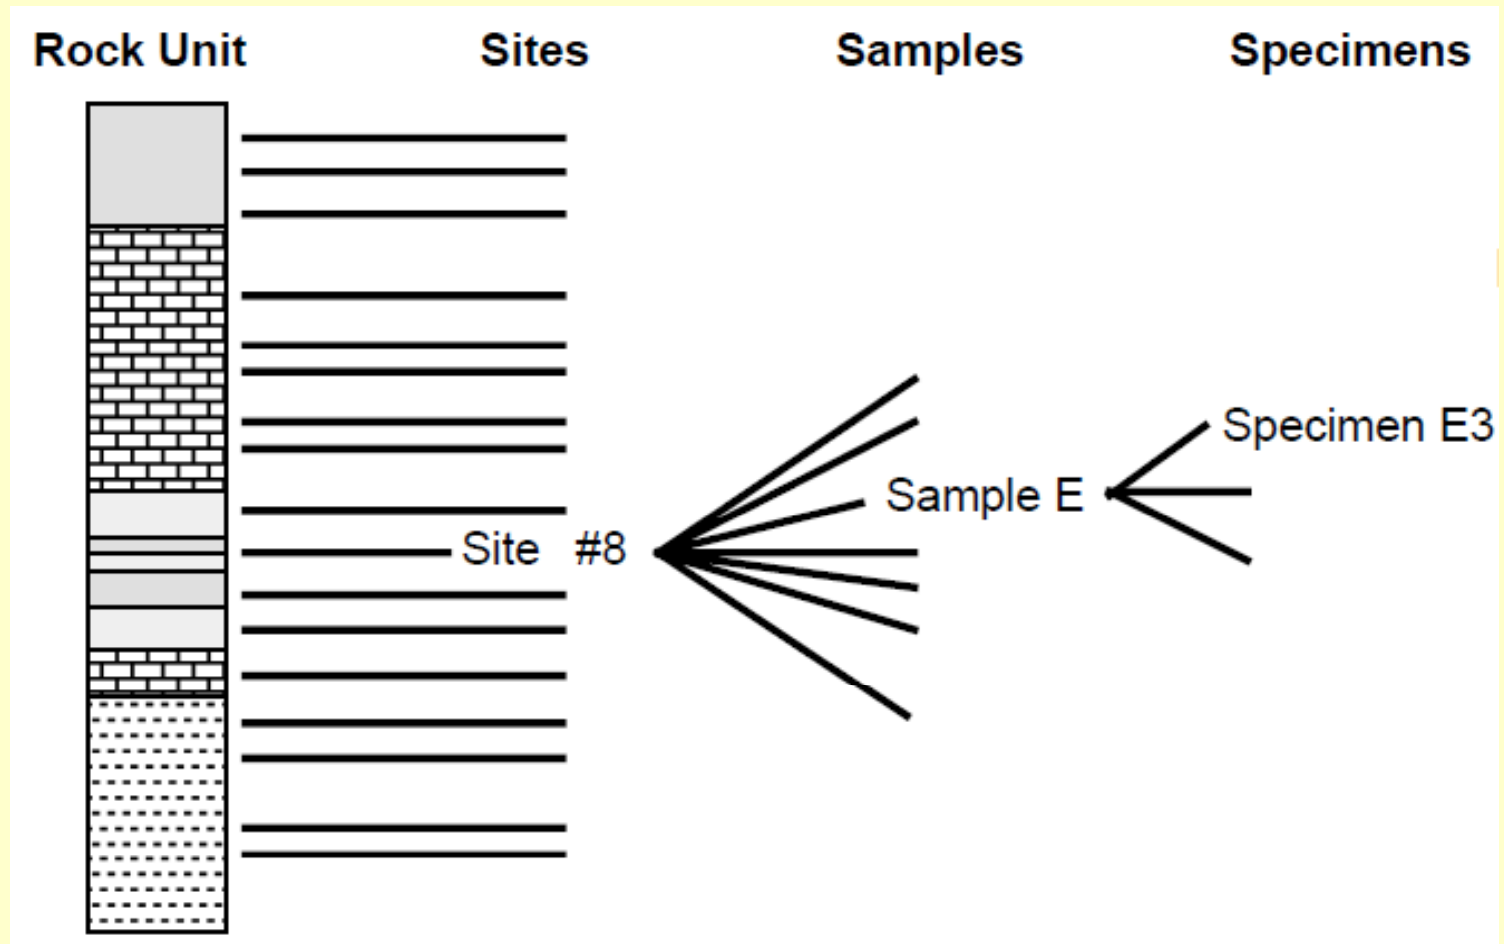 Rock Unit
Sites
Samples
Specimens
Specimen E3
Sample E
Site #8